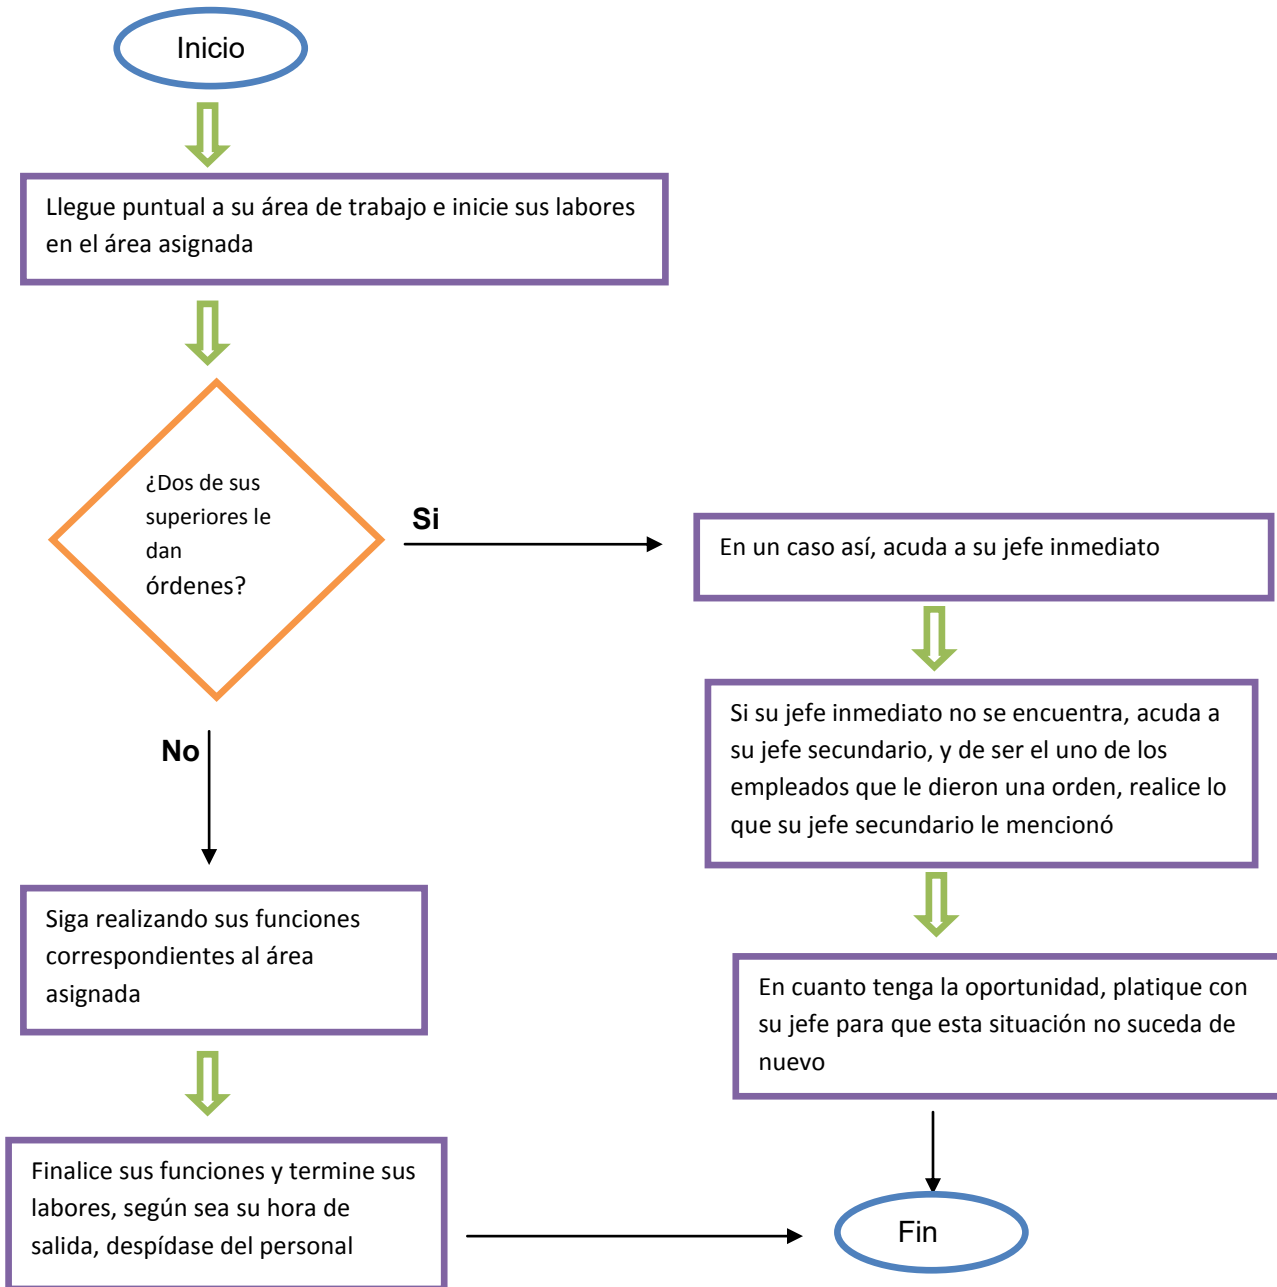 Inicio
Llegue puntual a su área de trabajo e inicie sus labores
en el área asignada
¿Dos de sus
superiores le
dan
órdenes?
Si
En un caso así, acuda a su jefe inmediato
Si su jefe inmediato no se encuentra, acuda a
su jefe secundario, y de ser el uno de los
empleados que le dieron una orden, realice lo
que su jefe secundario le mencionó
No
Siga realizando sus funciones
correspondientes al área
asignada
En cuanto tenga la oportunidad, platique con
su jefe para que esta situación no suceda de
nuevo
Finalice sus funciones y termine sus
labores, según sea su hora de
salida, despídase del personal
Fin